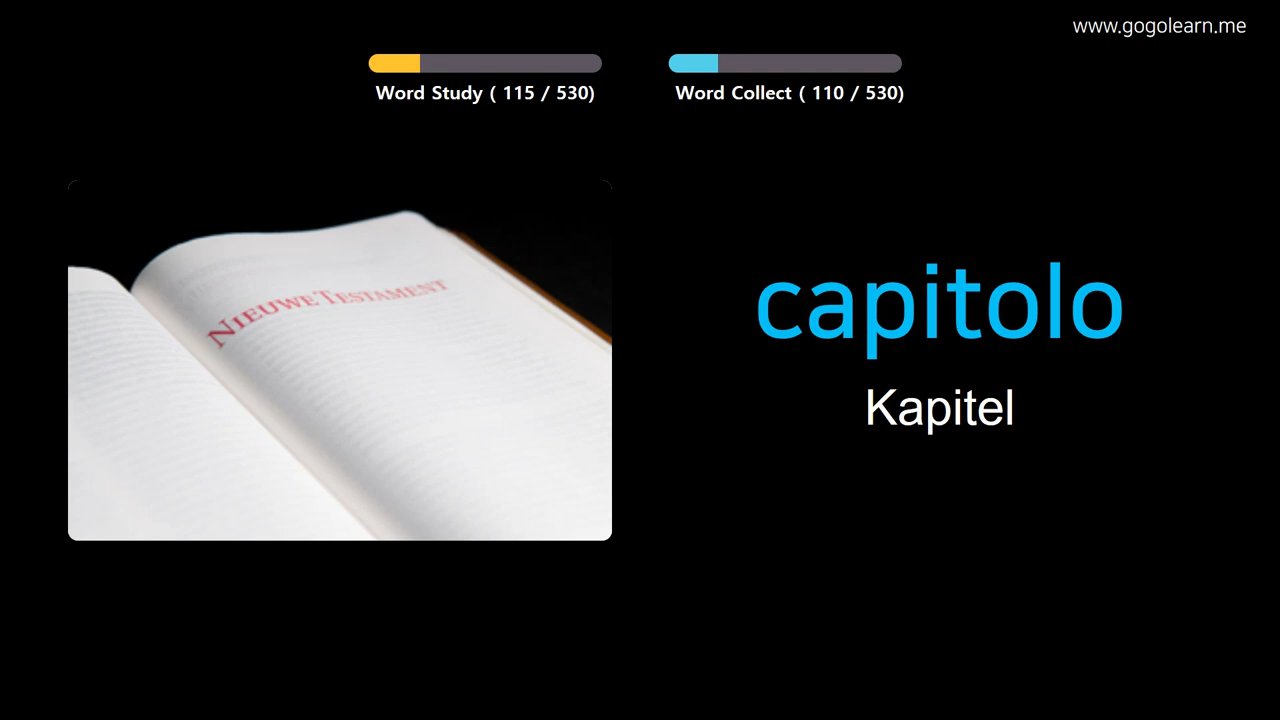 www.gogolearn.me
Word Study ( 115 / 530)
Word Collect ( 110 / 530)
NIEUWE TESTAMENT
capitolo
Kapitel